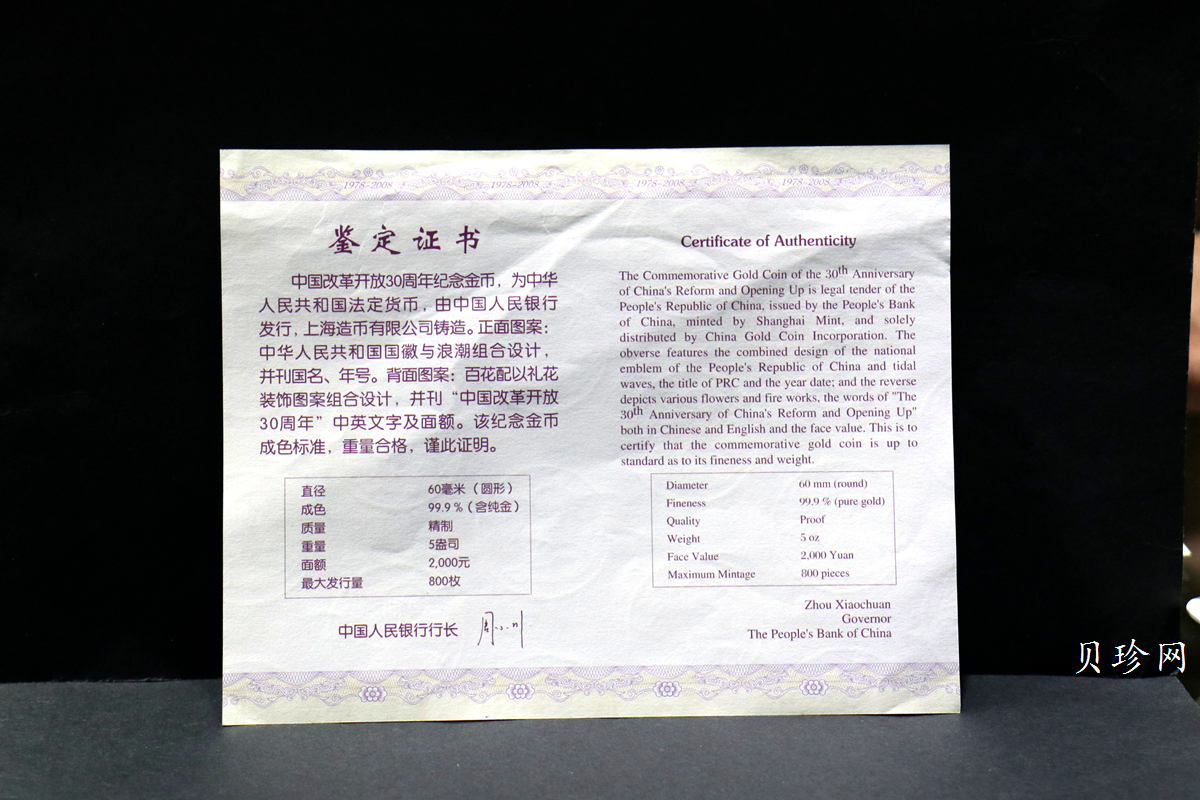 1978-2008 1978-2008 1978-2008 1978-2008
鉴定证书
中国改革开放30周年纪念金币，为中华
人民共和国法定货币，由中国人民银行
发行，上海造币有限公司铸造。正面图案：
中华人民共和国国徽与浪潮组合设计，
并刊国名、年号。背面图案：百花配以礼花
装饰图案组合设计，并刊“中国改革开放
30周年”中英文字及面额。该纪念金币
成色标准，重量合格，谨此证明。
直径 60毫米（圆形）
成色 99.9％（含纯金）
质量 精制
重量 5盎司
面额 2,000元
最大发行量 800枚
中国人民银行行长
Certificate of Authenticity
The Commemorative Gold Coin of the 30th Anniversary
of China's Reform and Opening Up is legal tender of the
People's Republic of China, issued by the People's Bank
of China, minted by Shanghai Mint, and solely
distributed by China Gold Coin Incorporation. The
obverse features the combined design of the national
emblem of the People's Republic of China and tidal
waves, the title of PRC and the year date; and the reverse
depicts various flowers and fire works, the words of "The
30th Anniversary of China's Reform and Opening Up"
both in Chinese and English and the face value. This is to
certify that the commemorative gold coin is up to
standard as to its fineness and weight.
Diameter 60 mm (round)
Fineness 99.9 % (pure gold)
Quality Proof
Weight 5 oz
Face Value 2,000 Yuan
Maximum Mintage 800 pieces
Zhou Xiaochuan
Governor
The People's Bank of China
贝珍网